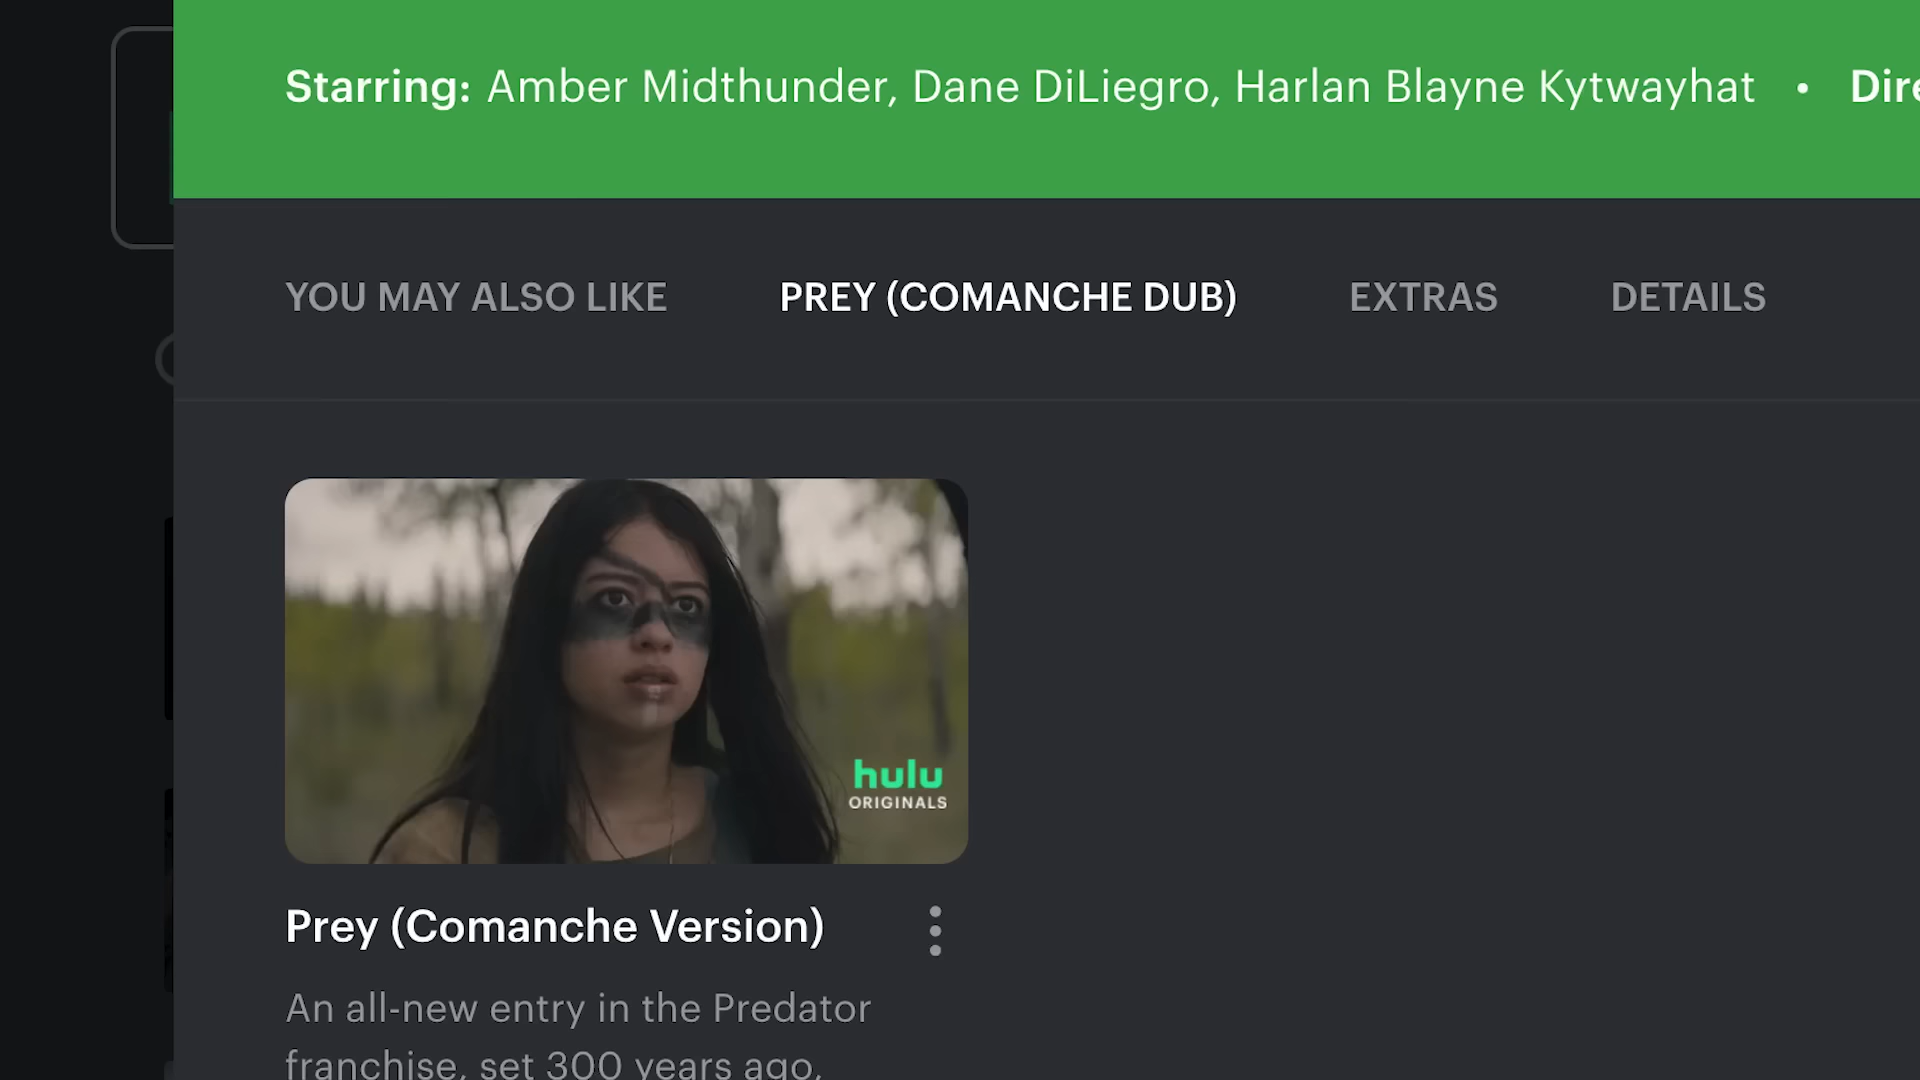 Starring: Amber Midthunder, Dane DiLiegro, Harlan Blayne Kytwayhat • Dire
YOU MAY ALSO LIKE PREY (COMANCHE DUB) EXTRAS DETAILS
hulu
ORIGINALS
Prey (Comanche Version)
An all-new entry in the Predator
franchise, set 300 years ago,